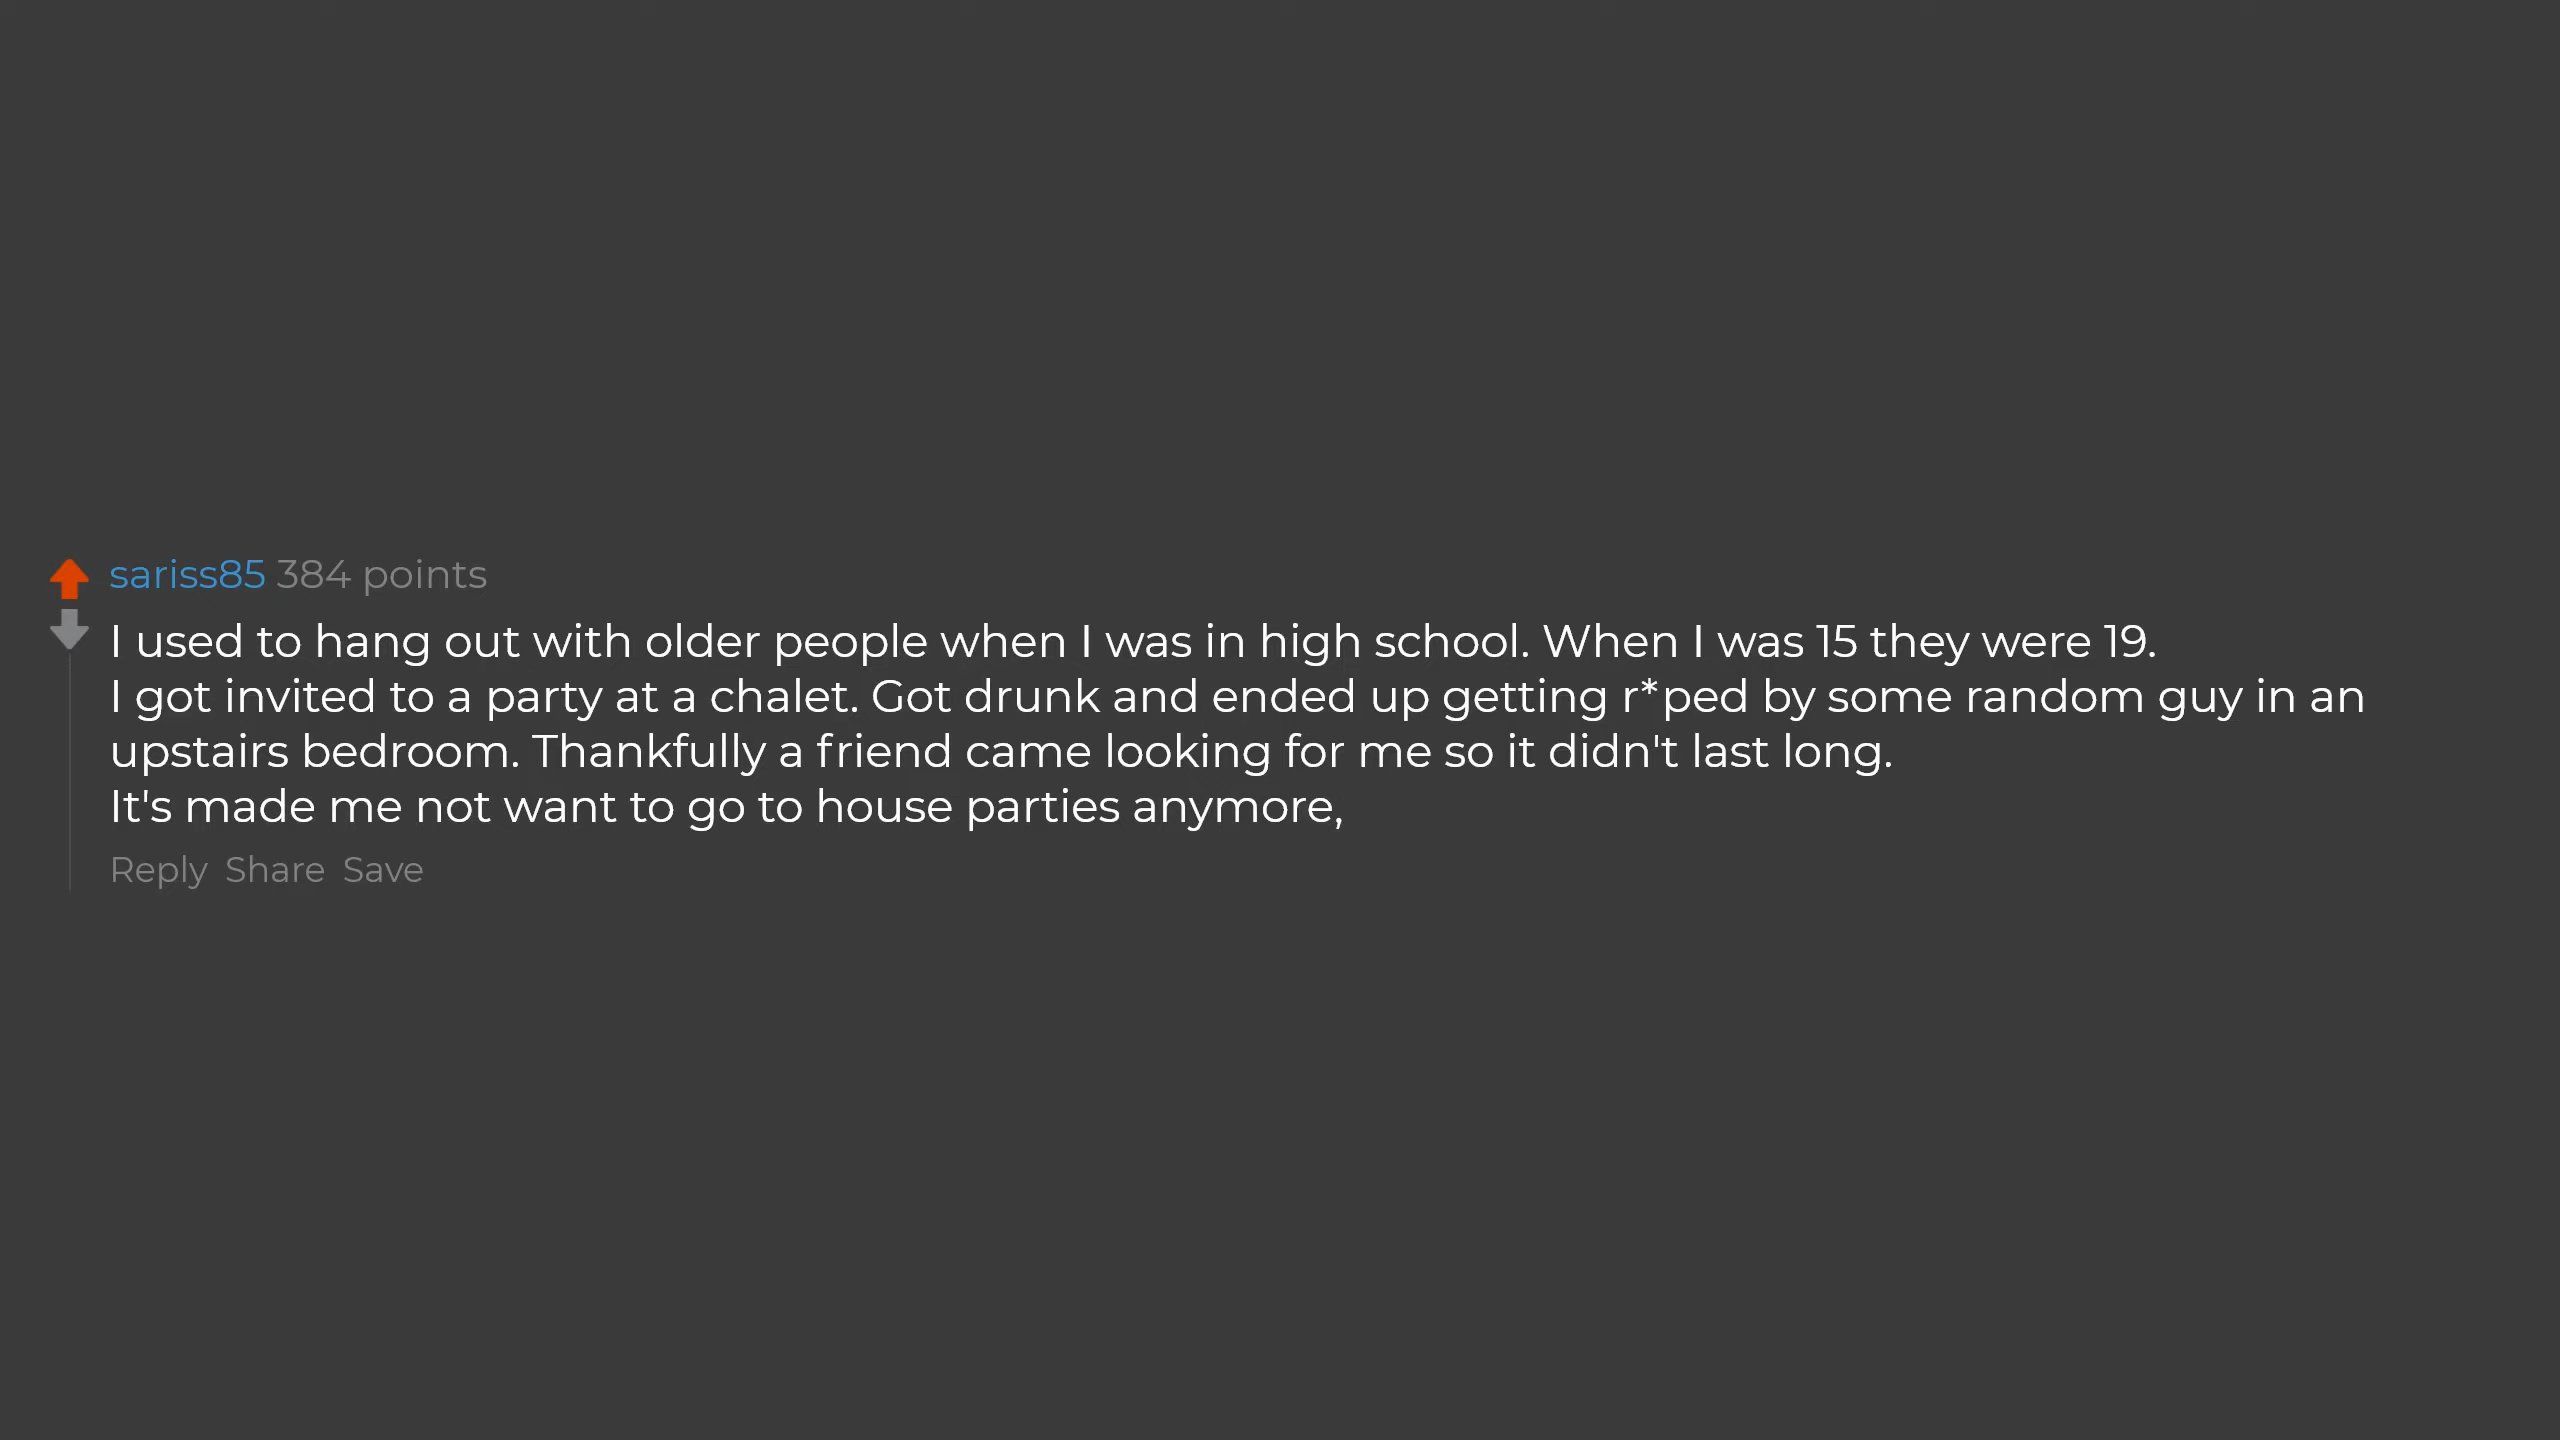 sariss85 384 points
I used to hang out with older people when I was in high school. When I was 15 they were 19.
I got invited to a party at a chalet. Got drunk and ended up getting r*ped by some random guy in an
upstairs bedroom. Thankfully a friend came looking for me so it didn't last long.
It's made me not want to go to house parties anymore,
Reply Share Save